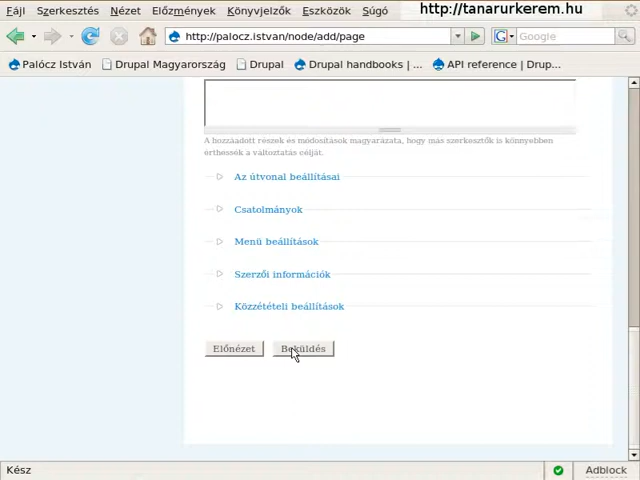 http://tanarurkerem.hu
Fájl Szerkesztés Nézet Előzmények Könyvjelzők Eszközök Súgó
http://palocz.istvan/node/add/page
Google
Palócz István Drupal Magyarország Drupal Drupal handbooks | ... API reference | Drup...
A hozzáadott részek és módosítások magyarázata, hogy más szerkesztők is könnyebben
érthessék a változtatás célját.
Az útvonal beállításai
Csatolmányok
Menü beállítások
Szerzői információk
Közzétételi beállítások
Előnézet Beküldés
Kész Adblock